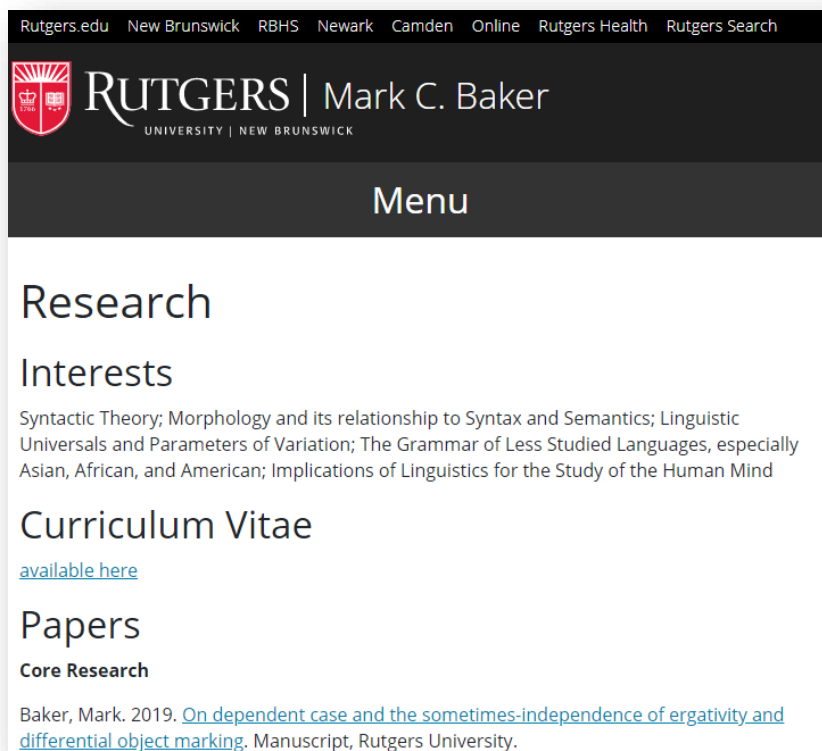 Rutgers.edu New Brunswick RBHS Newark Camden Online Rutgers Health Rutgers Search
1766
RUTGERS | Mark C. Baker
UNIVERSITY | NEW BRUNSWICK
Menu
Research
Interests
Syntactic Theory; Morphology and its relationship to Syntax and Semantics; Linguistic
Universals and Parameters of Variation; The Grammar of Less Studied Languages, especially
Asian, African, and American; Implications of Linguistics for the Study of the Human Mind
Curriculum Vitae
available here
Papers
Core Research
Baker, Mark. 2019. On dependent case and the sometimes-independence of ergativity and
differential object marking. Manuscript, Rutgers University.